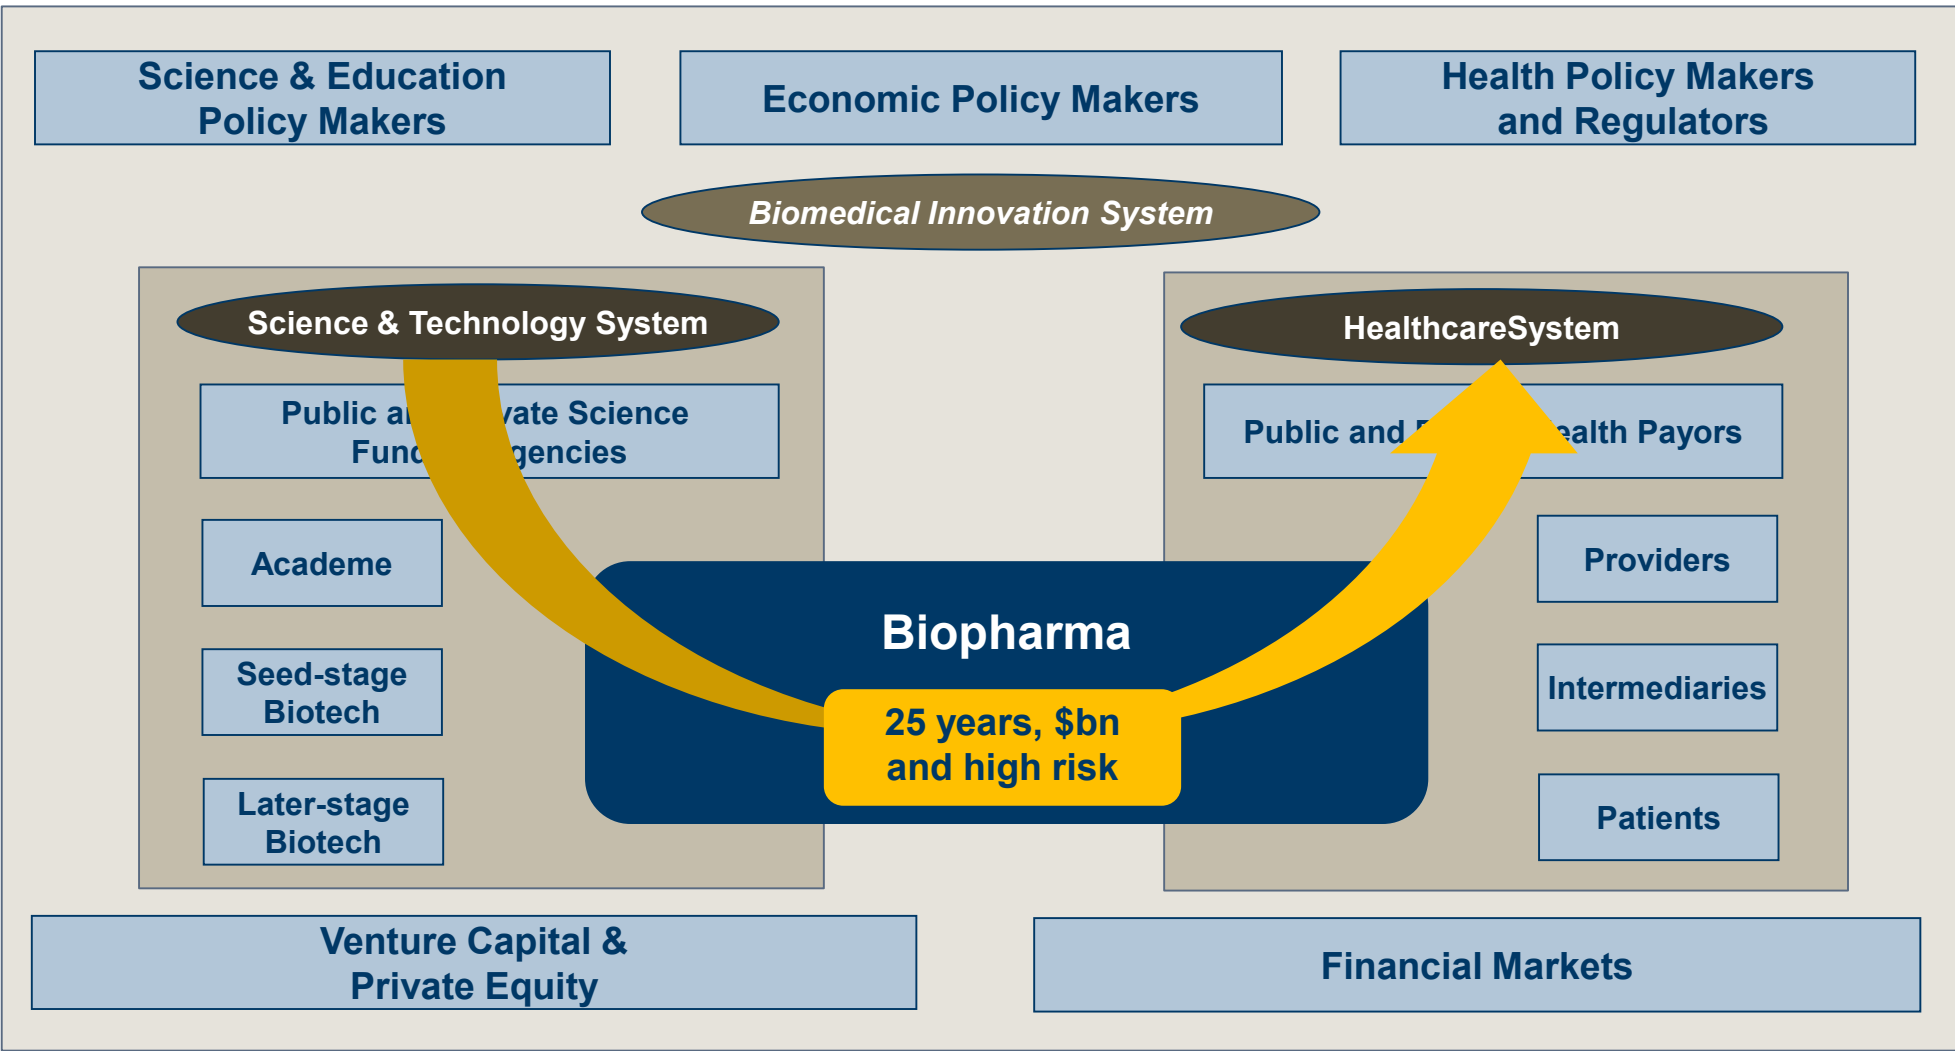 Science & Education
Policy Makers
Economic Policy Makers
Health Policy Makers
and Regulators
Biomedical Innovation System
Science & Technology System
Public vate Science
Fund gencies
Academe
Seed-stage
Biotech
Later-stage
Biotech
Biopharma
25 years, $bn
and high risk
HealthcareSystem
Public and ealth Payors
Providers
Intermediaries
Patients
Venture Capital &
Private Equity
Financial Markets